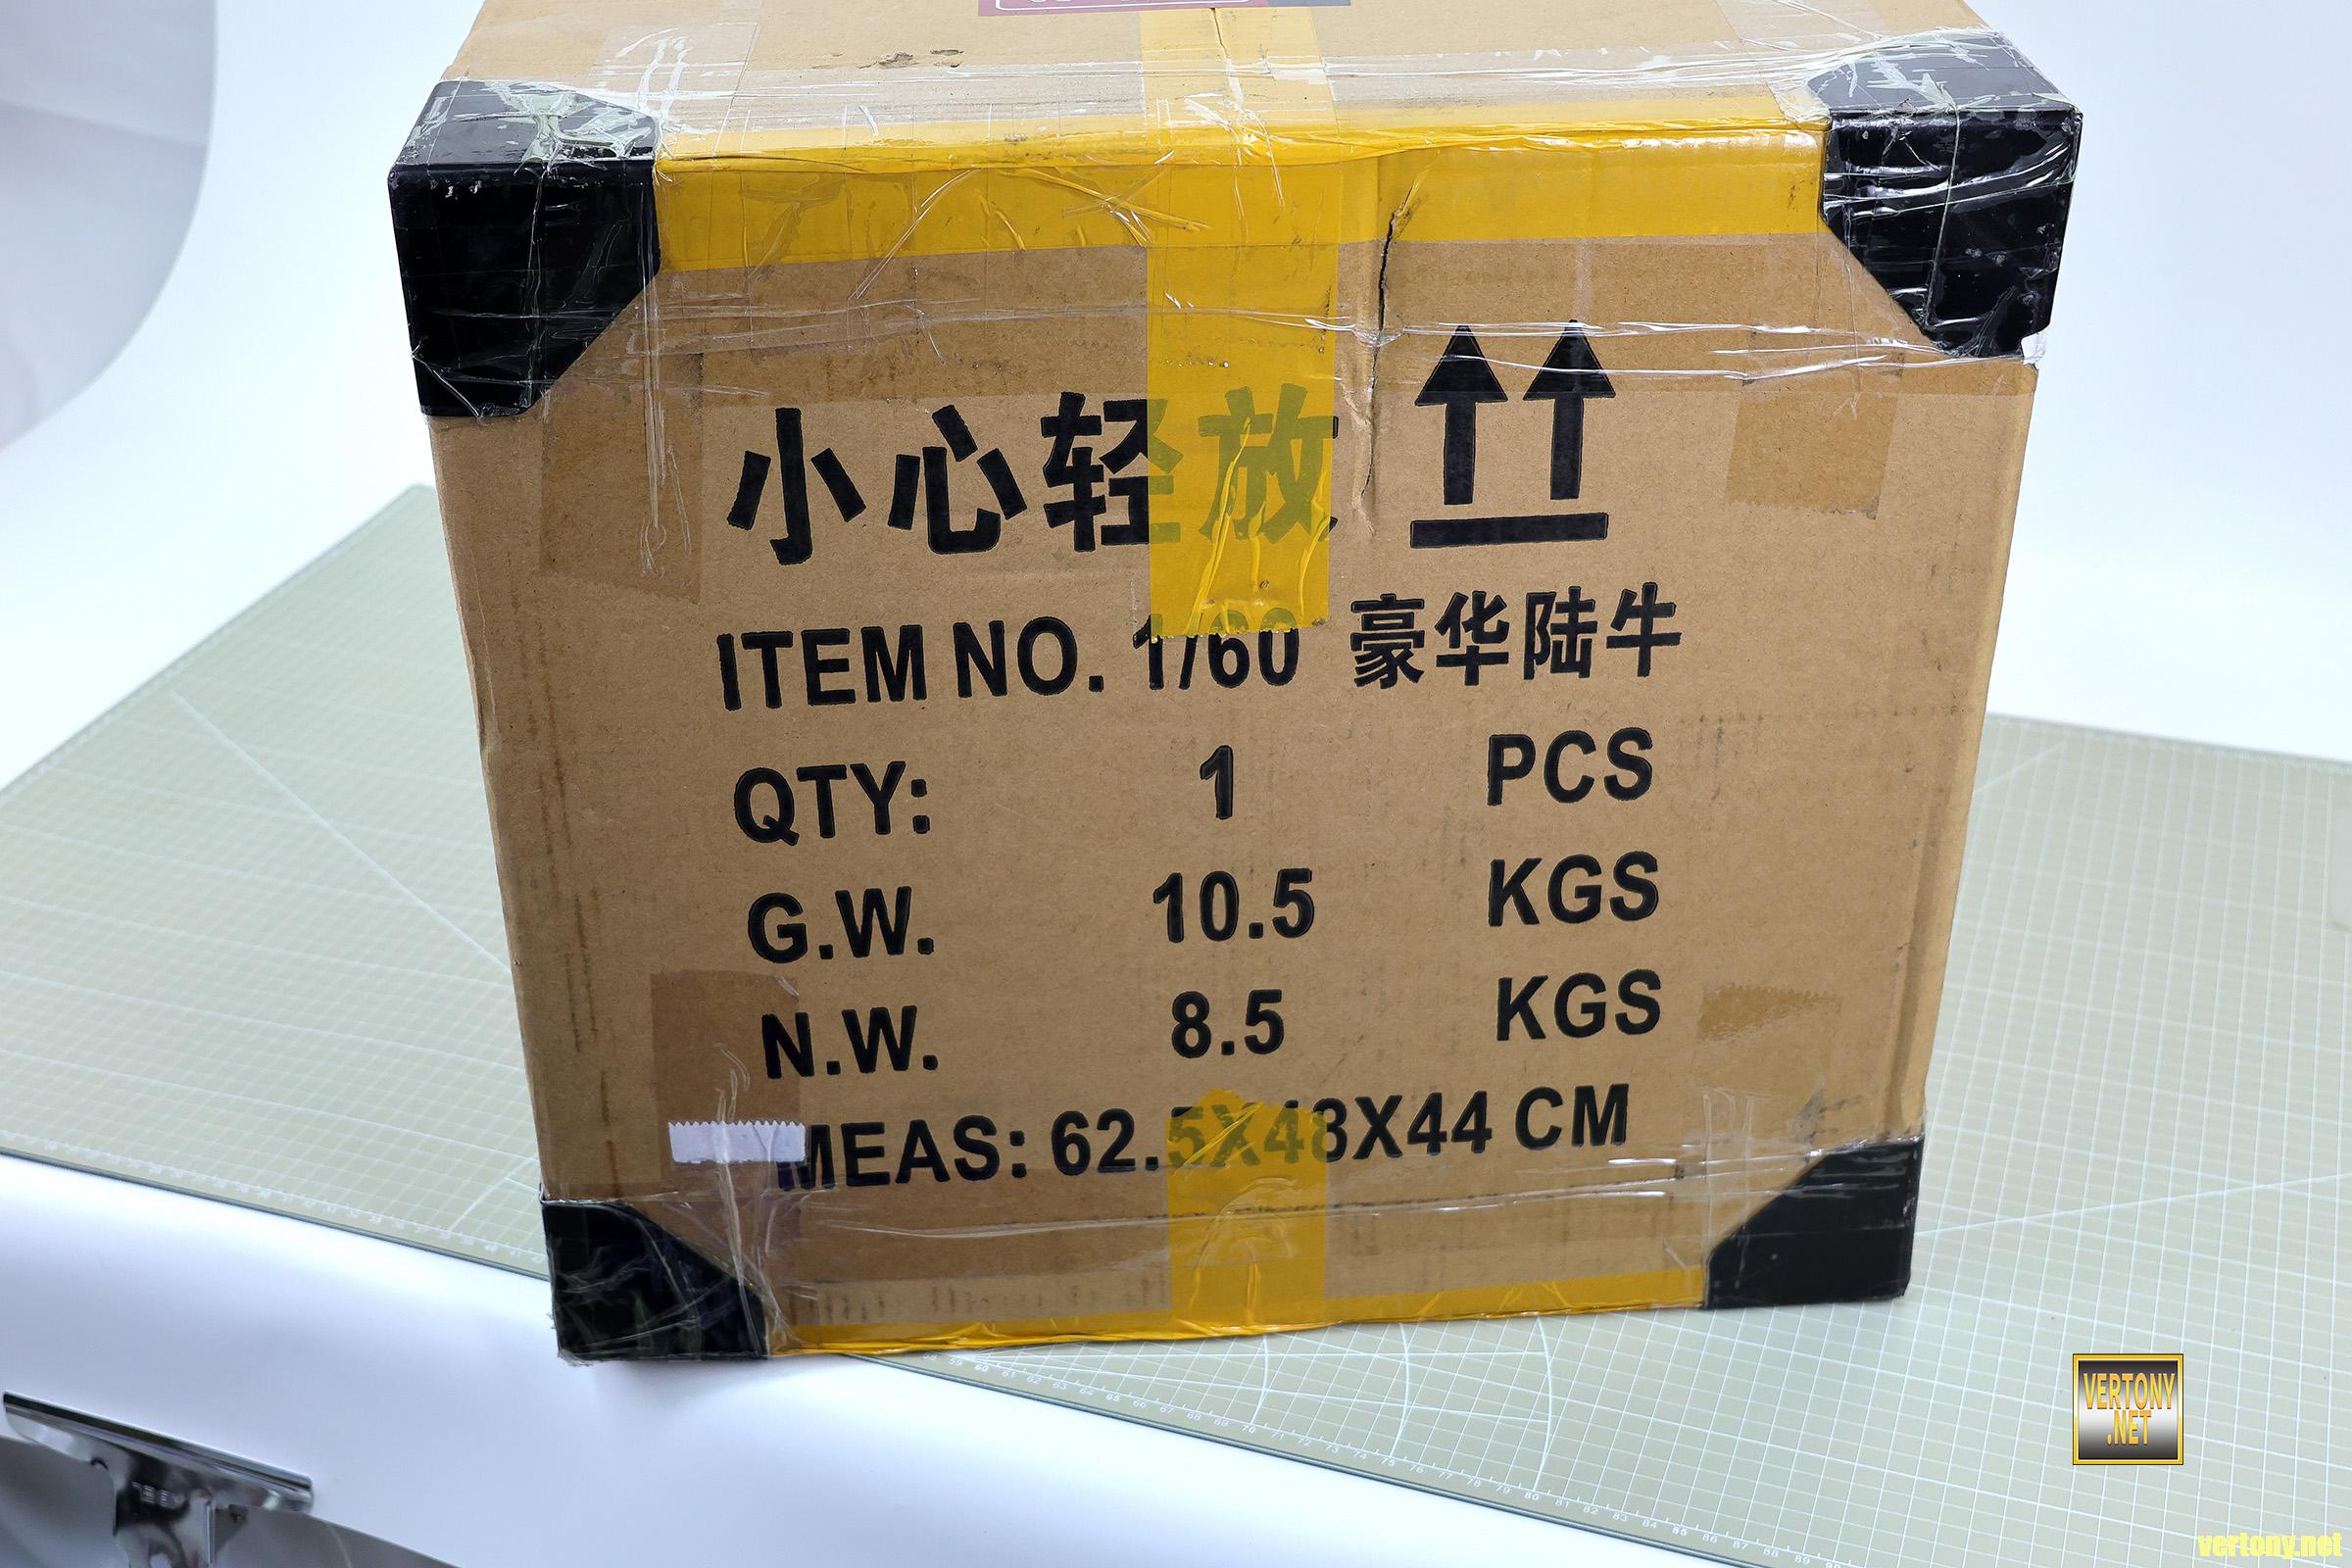 小心轻放
ITEM NO. 1/60 豪华陆牛
QTY: 1 PCS
G.W. 10.5 KGS
N.W. 8.5 KGS
MEAS: 62.5X48X44 CM
VERTONY
.NET
vertony.net